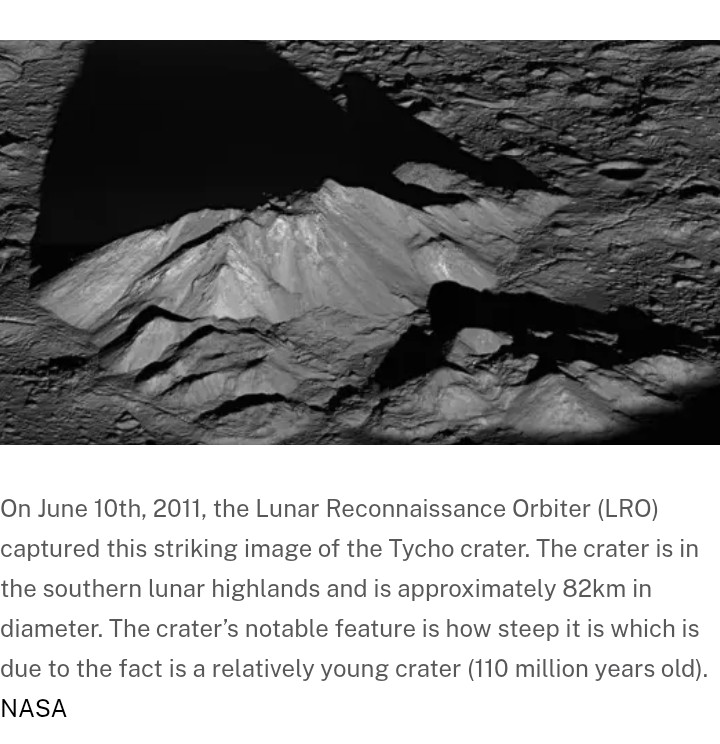 On June 10th, 2011, the Lunar Reconnaissance Orbiter (LRO)
captured this striking image of the Tycho crater. The crater is in
the southern lunar highlands and is approximately 82km in
diameter. The crater’s notable feature is how steep it is which is
due to the fact is a relatively young crater (110 million years old).
NASA